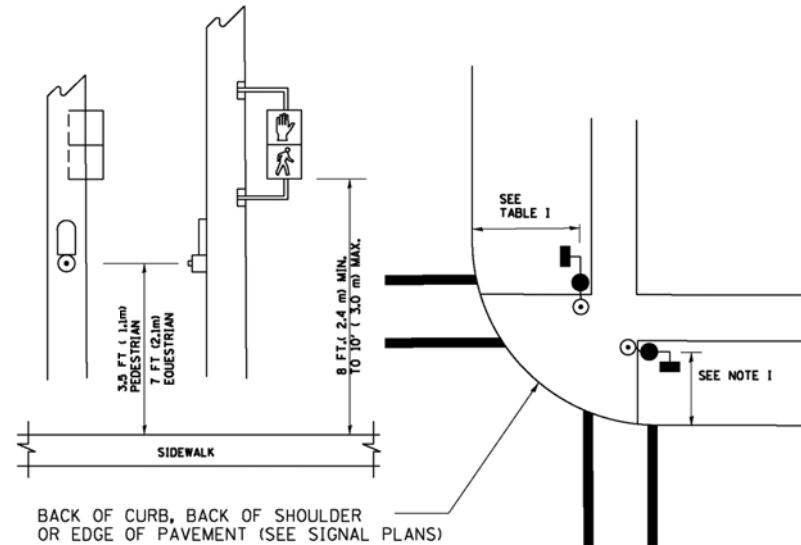 3.5 FT ( 1.1m)
PEDESTRIAN
7 FT (2.1m)
EQUESTRIAN
8 FT.( 2.4 m) MIN.
TO 10' ( 3.0 m) MAX.
SIDEWALK
SEE
TABLE I
SEE NOTE I
BACK OF CURB, BACK OF SHOULDER
OR EDGE OF PAVEMENT (SEE SIGNAL PLANS)